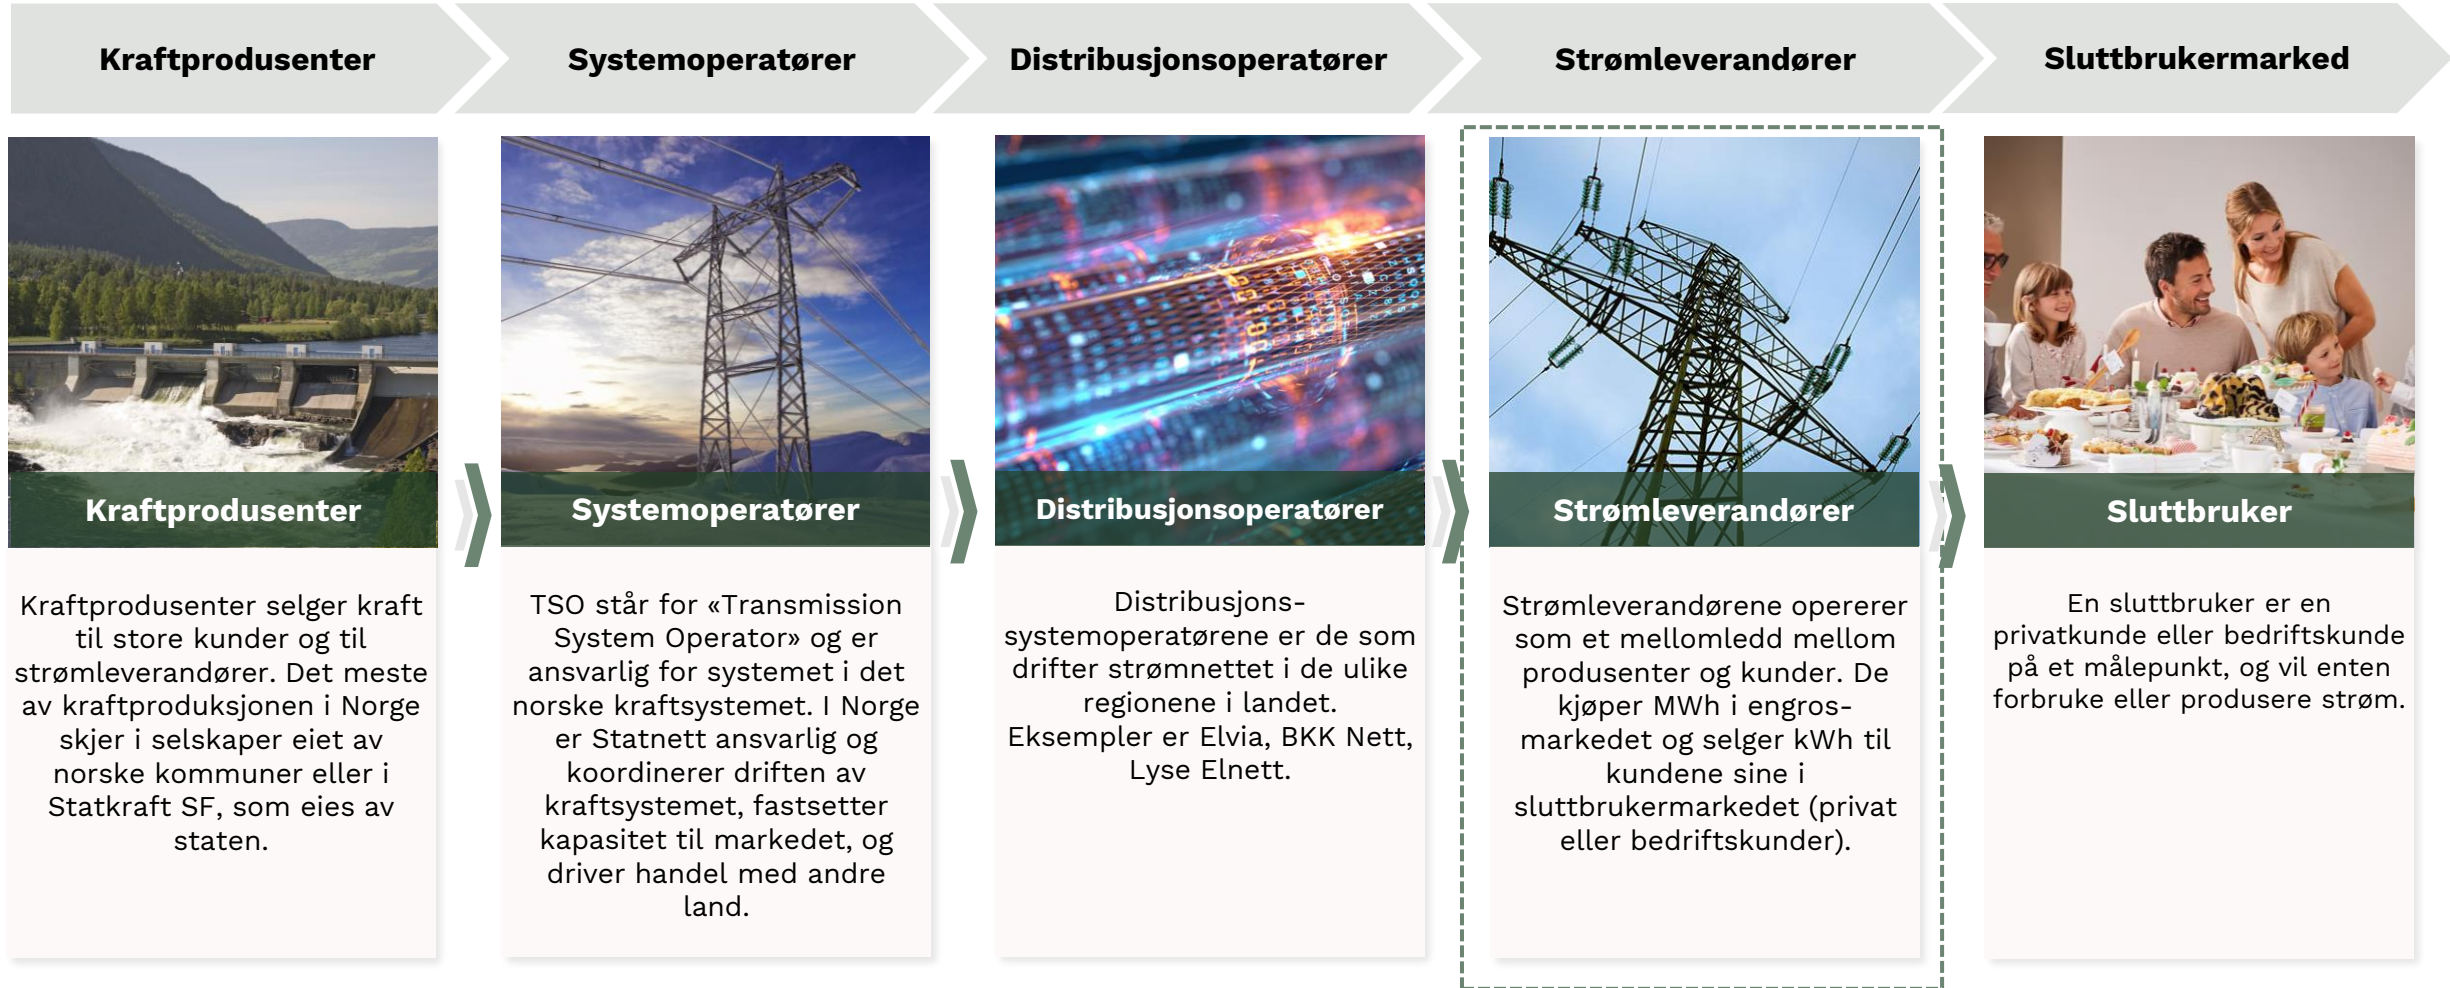 Kraftprodusenter
Systemoperatører
Distribusjonsoperatører
Strømleverandører
Sluttbrukermarked
Kraftprodusenter
Kraftprodusenter selger kraft
til store kunder og til
strømleverandører. Det meste
av kraftproduksjonen i Norge
skjer i selskaper eiet av
norske kommuner eller i
Statkraft SF, som eies av
staten.
Systemoperatører
TSO står for «Transmission
System Operator» og er
ansvarlig for systemet i det
norske kraftsystemet. I Norge
er Statnett ansvarlig og
koordinerer driften av
kraftsystemet, fastsetter
kapasitet til markedet, og
driver handel med andre
land.
Distribusjonsoperatører
Distribusjons-
systemoperatørene er de som
drifter strømnettet i de ulike
regionene i landet.
Eksempler er Elvia, BKK Nett,
Lyse Elnett.
Strømleverandører
Strømleverandørene opererer
som et mellomledd mellom
produsenter og kunder. De
kjøper MWh i engros-
markedet og selger kWh til
kundene sine i
sluttbrukermarkedet (privat
eller bedriftskunder).
Sluttbruker
En sluttbruker er en
privatkunde eller bedriftskunde
på et målepunkt, og vil enten
forbruke eller produsere strøm.